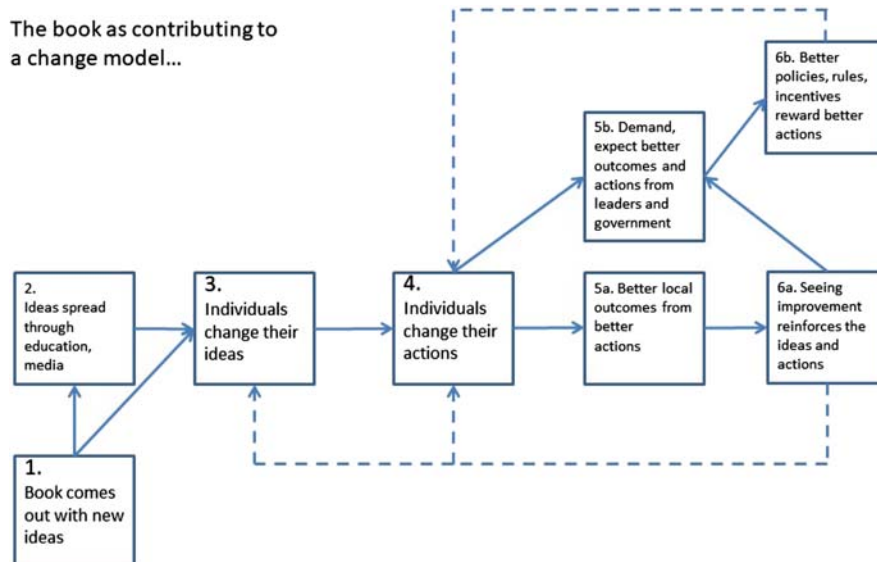 The book as contributing to
a change model...
6b. Better
policies, rules,
incentives
reward better
actions
5b. Demand,
expect better
outcomes and
actions from
leaders and
government
2.
Ideas spread
through
education,
media
3.
Individuals
change their
ideas
4.
Individuals
change their
actions
5a. Better local
outcomes from
better
actions
6a. Seeing
improvement
reinforces the
ideas and
actions
1.
Book comes
out with new
ideas